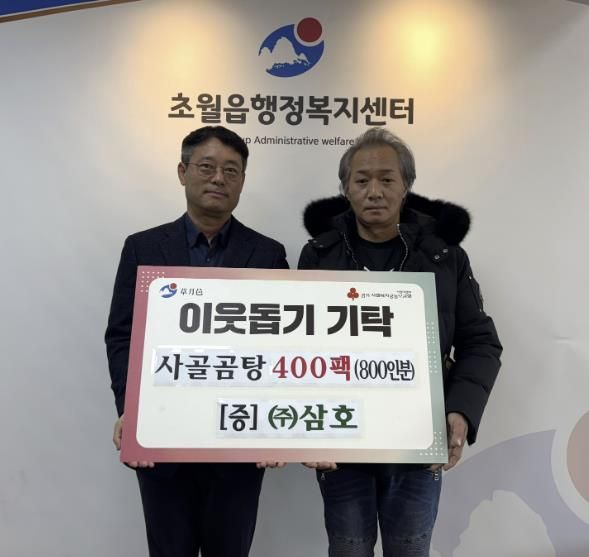 초월읍행정복지센터
Administrative welfare
草月邑
이웃돕기 기탁
사골곰탕 400팩(800인분)
[증] ㈜삼호